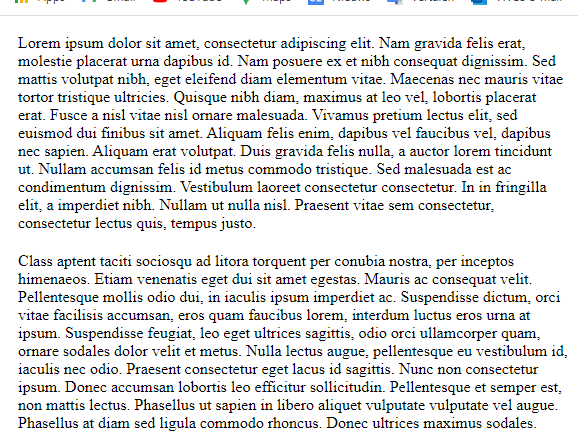 Lorem ipsum dolor sit amet, consectetur adipiscing elit. Nam gravida felis erat,
molestie placerat urna dapibus id. Nam posuere ex et nibh consequat dignissim. Sed
mattis volutpat nibh, eget eleifend diam elementum vitae. Maecenas nec mauris vitae
tortor tristique ultricies. Quisque nibh diam, maximus at leo vel, lobortis placerat
erat. Fusce a nisl vitae nisl ornare malesuada. Vivamus pretium lectus elit, sed
euismod dui finibus sit amet. Aliquam felis enim, dapibus vel faucibus vel, dapibus
nec sapien. Aliquam erat volutpat. Duis gravida felis nulla, a auctor lorem tincidunt
ut. Nullam accumsan felis id metus commodo tristique. Sed malesuada est ac
condimentum dignissim. Vestibulum laoreet consectetur consectetur. In in fringilla
elit, a imperdiet nibh. Nullam ut nulla nisl. Praesent vitae sem consectetur,
consectetur lectus quis, tempus justo.
Class aptent taciti sociosqu ad litora torquent per conubia nostra, per inceptos
himenaeos. Etiam venenatis eget dui sit amet egestas. Mauris ac consequat velit.
Pellentesque mollis odio dui, in iaculis ipsum imperdiet ac. Suspendisse dictum, orci
vitae facilisis accumsan, eros quam faucibus lorem, interdum luctus eros urna at
ipsum. Suspendisse feugiat, leo eget ultrices sagittis, odio orci ullamcorper quam,
ornare sodales dolor velit et metus. Nulla lectus augue, pellentesque eu vestibulum id,
iaculis nec odio. Praesent consectetur eget lacus id sagittis. Nunc non consectetur
ipsum. Donec accumsan lobortis leo efficitur sollicitudin. Pellentesque et semper est,
non mattis lectus. Phasellus ut sapien in libero aliquet vulputate vulputate vel augue.
Phasellus at diam sed ligula commodo rhoncus. Donec ultrices maximus sodales.